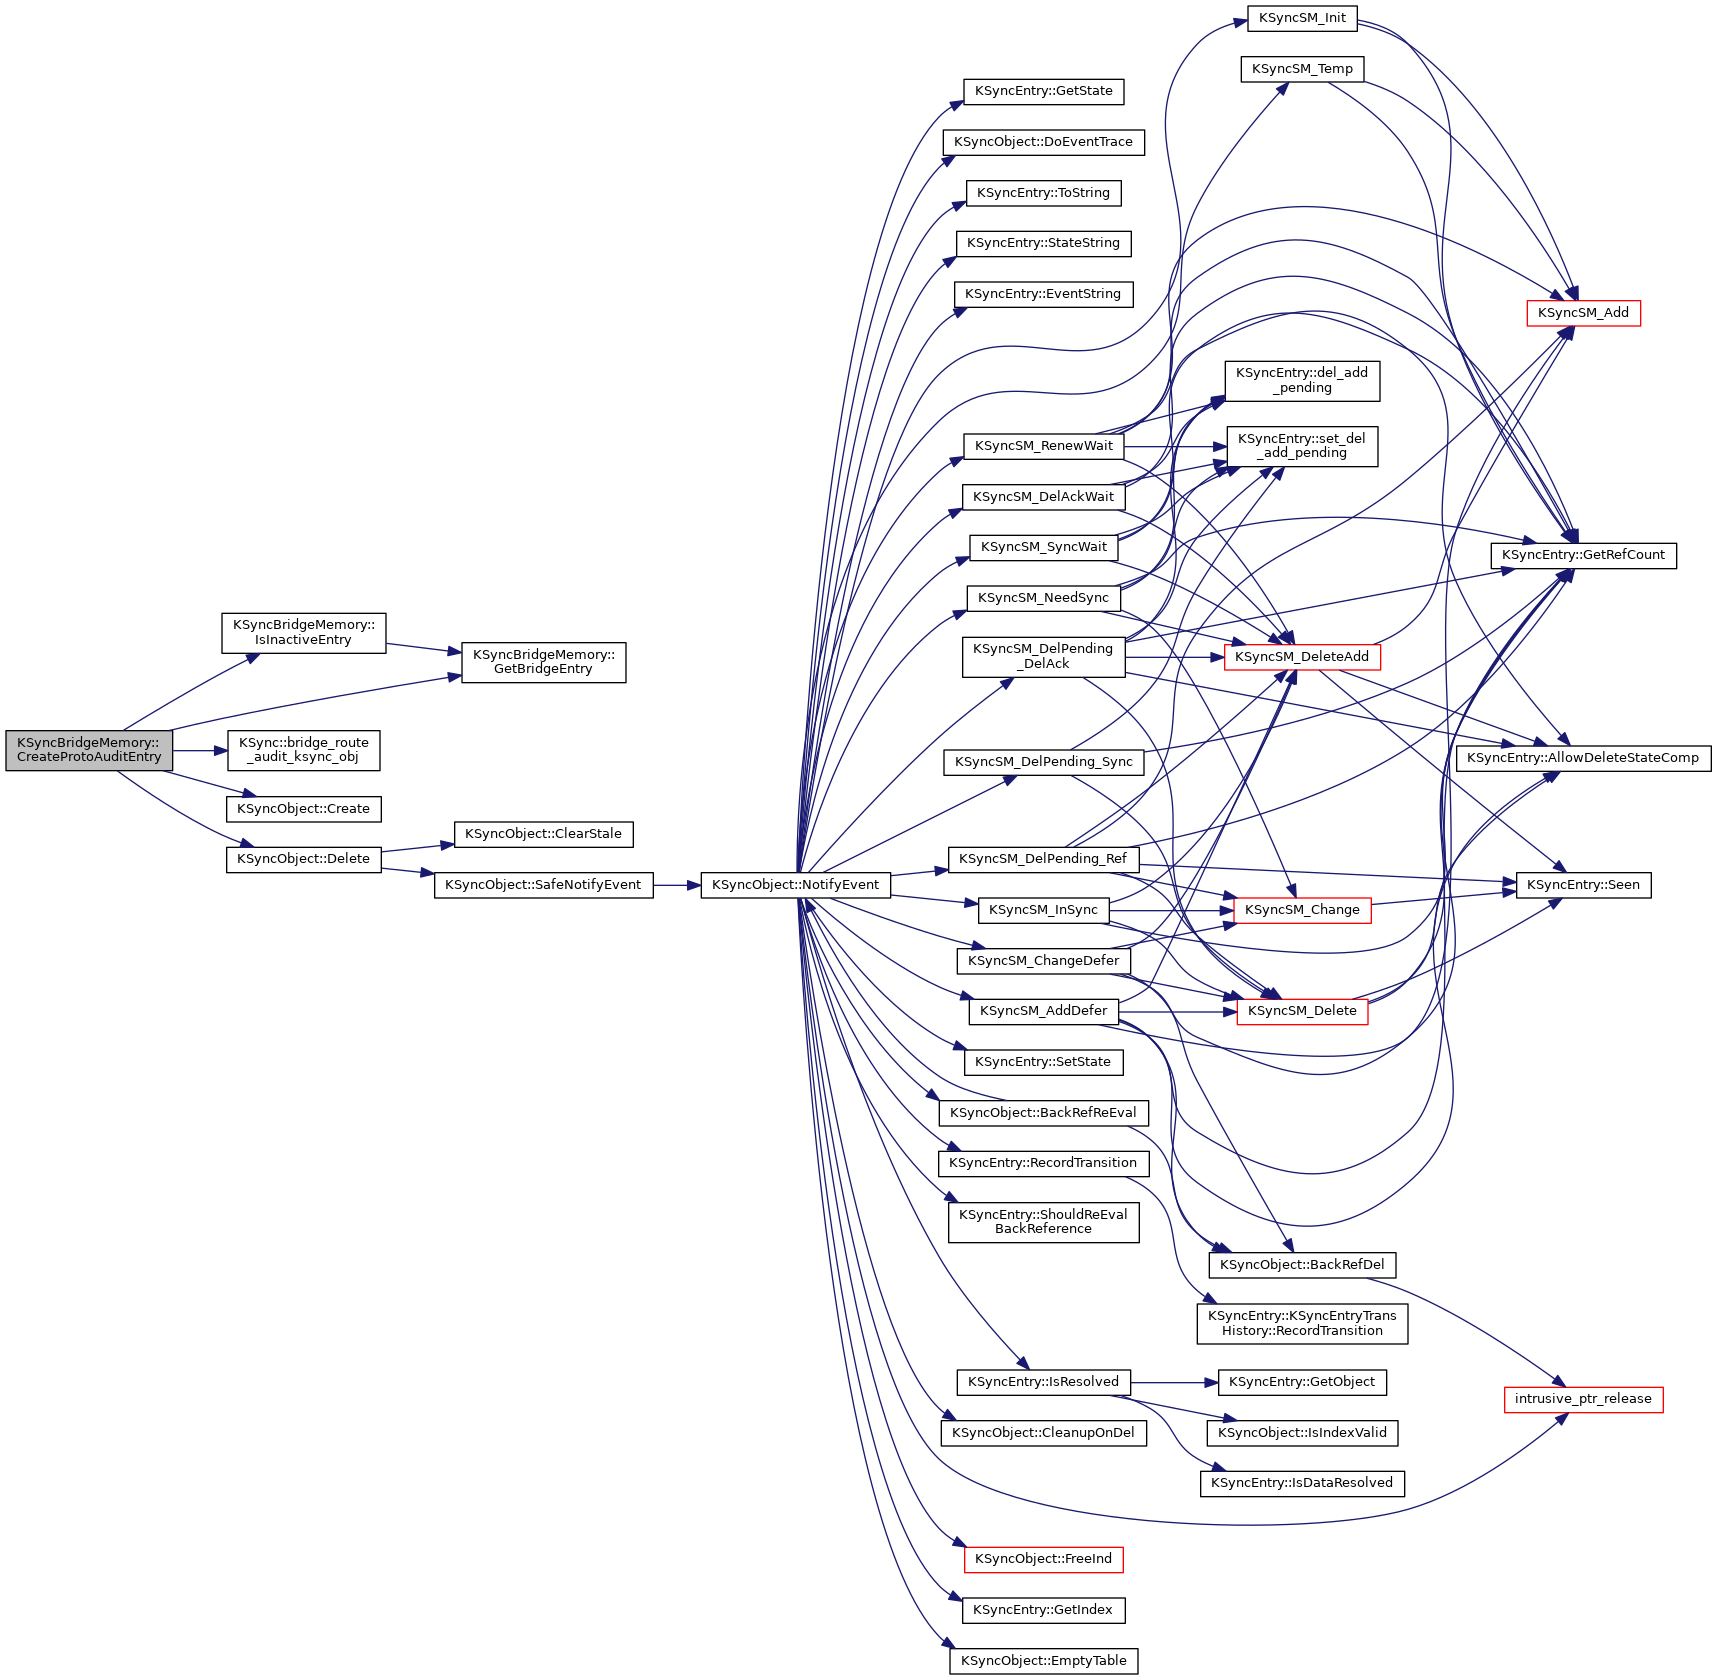 KSyncBridgeMemory::
CreateProtoAuditEntry
KSyncBridgeMemory::
IsInactiveEntry
KSyncBridgeMemory::
GetBridgeEntry
KSync::bridge_route
_audit_ksync_obj
KSyncObject::Create
KSyncObject::Delete
KSyncObject::ClearStale
KSyncObject::SafeNotifyEvent
KSyncObject::NotifyEvent
KSyncEntry::GetState
KSyncObject::DoEventTrace
KSyncEntry::ToString
KSyncEntry::StateString
KSyncEntry::EventString
KSyncSM_RenewWait
KSyncSM_DelAckWait
KSyncSM_SyncWait
KSyncSM_NeedSync
KSyncSM_DelPending
_DelAck
KSyncSM_DelPending_Sync
KSyncSM_DelPending_Ref
KSyncSM_InSync
KSyncSM_ChangeDefer
KSyncSM_AddDefer
KSyncEntry::SetState
KSyncObject::BackRefReEval
KSyncEntry::RecordTransition
KSyncEntry::ShouldReEval
BackReference
KSyncEntry::IsResolved
KSyncObject::CleanupOnDel
KSyncObject::FreeInd
KSyncEntry::GetIndex
KSyncObject::EmptyTable
KSyncSM_Init
KSyncSM_Temp
KSyncEntry::del_add
_pending
KSyncEntry::set_del
_add_pending
KSyncSM_DeleteAdd
KSyncSM_Change
KSyncSM_Delete
KSyncObject::BackRefDel
KSyncEntry::KSyncEntryTrans
History::RecordTransition
KSyncEntry::GetObject
KSyncObject::IsIndexValid
KSyncEntry::IsDataResolved
KSyncSM_Add
KSyncEntry::GetRefCount
KSyncEntry::AllowDeleteStateComp
KSyncEntry::Seen
intrusive_ptr_release